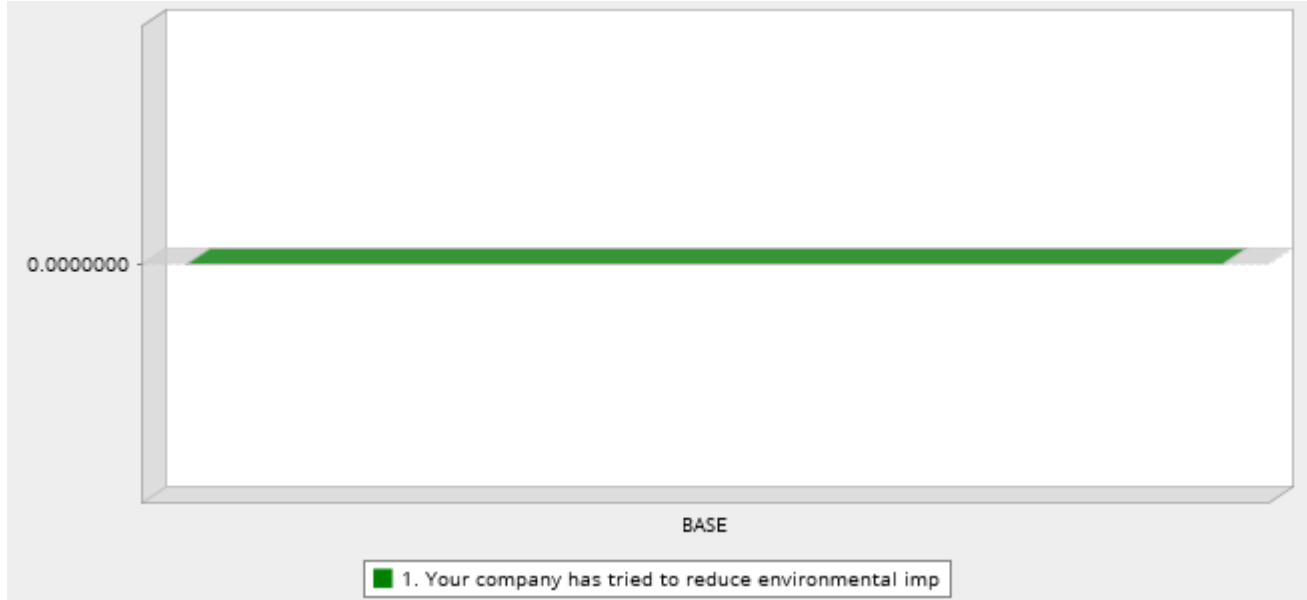 0.0000000
BASE
1. Your company has tried to reduce environmental imp